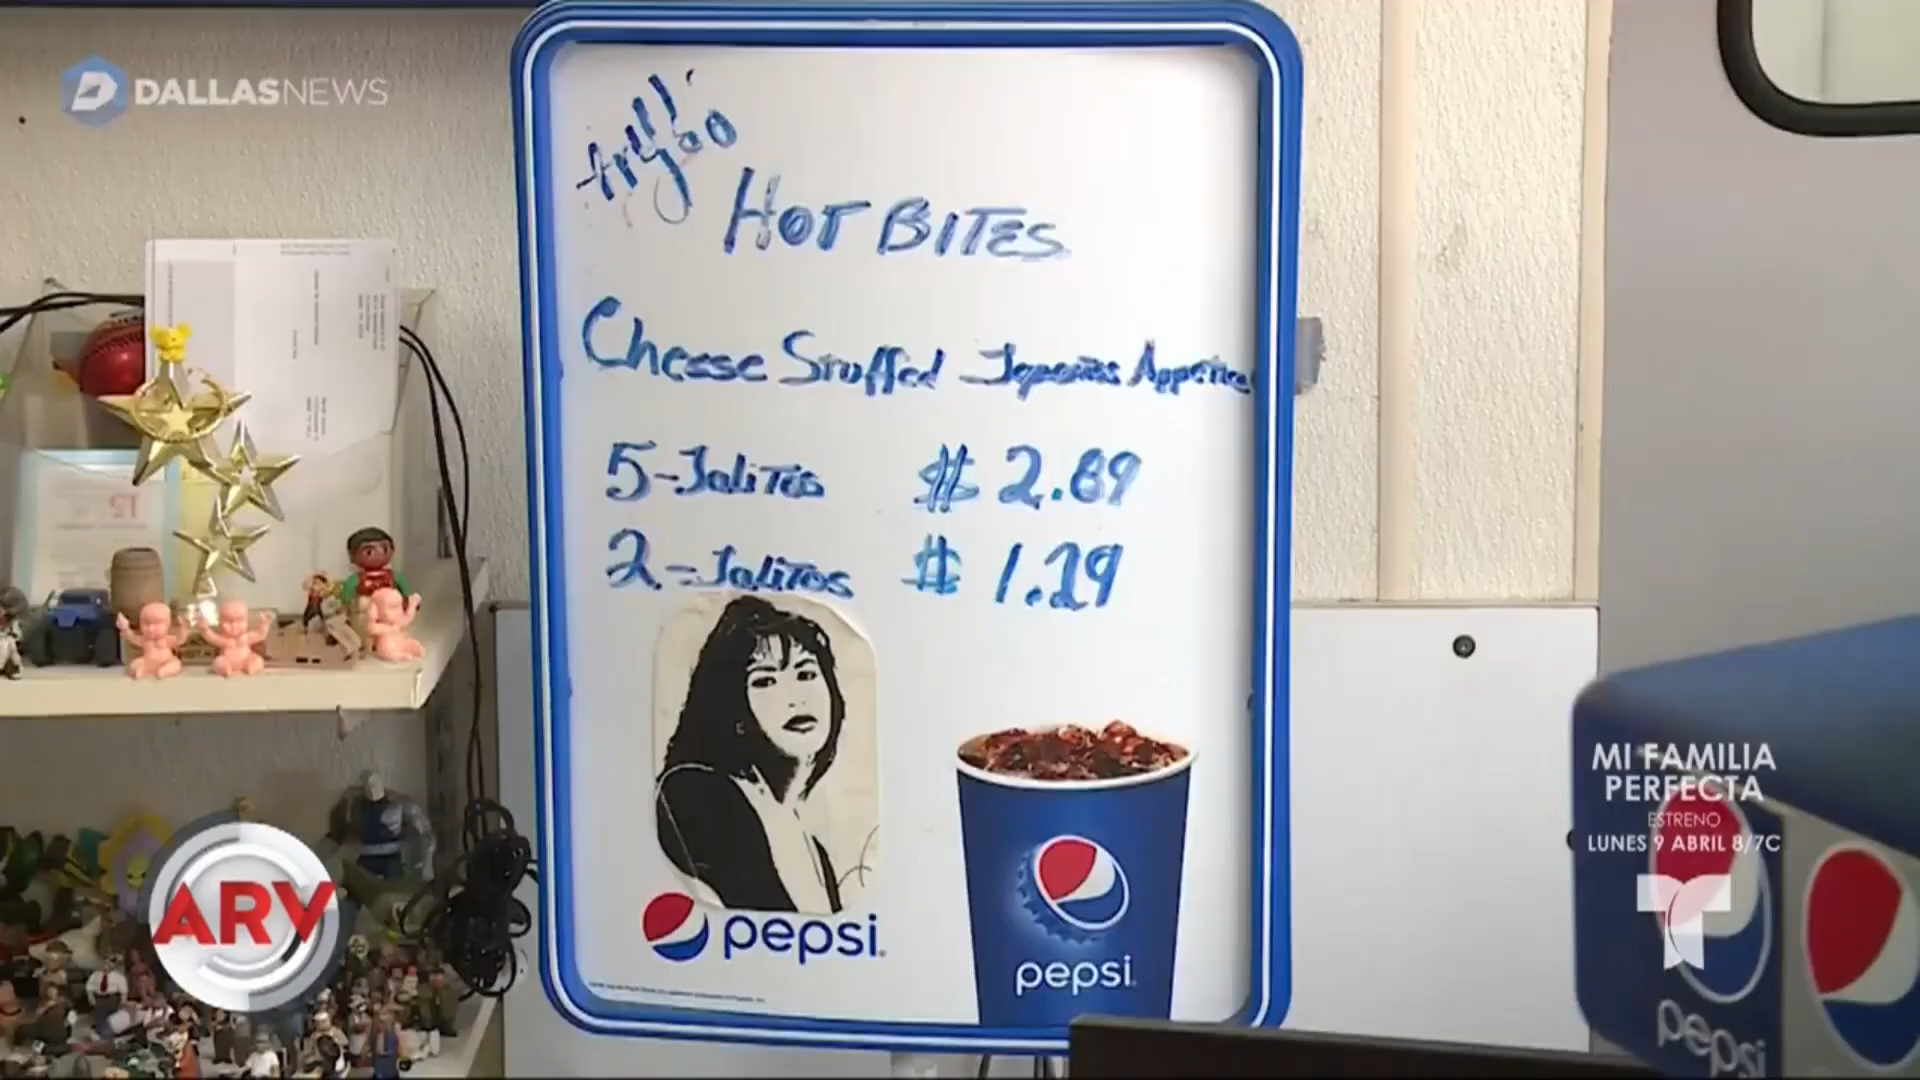 DALLASNEWS
HOT BITES
Cheese Stuffed
5-Jalitos $ 2.89
2-Jalitos $ 1.29
pepsi
pepsi
MI FAMILIA
PERFECTA
ESTRENO
LUNES 9 ABRIL 8/7C
ARV
pepsi